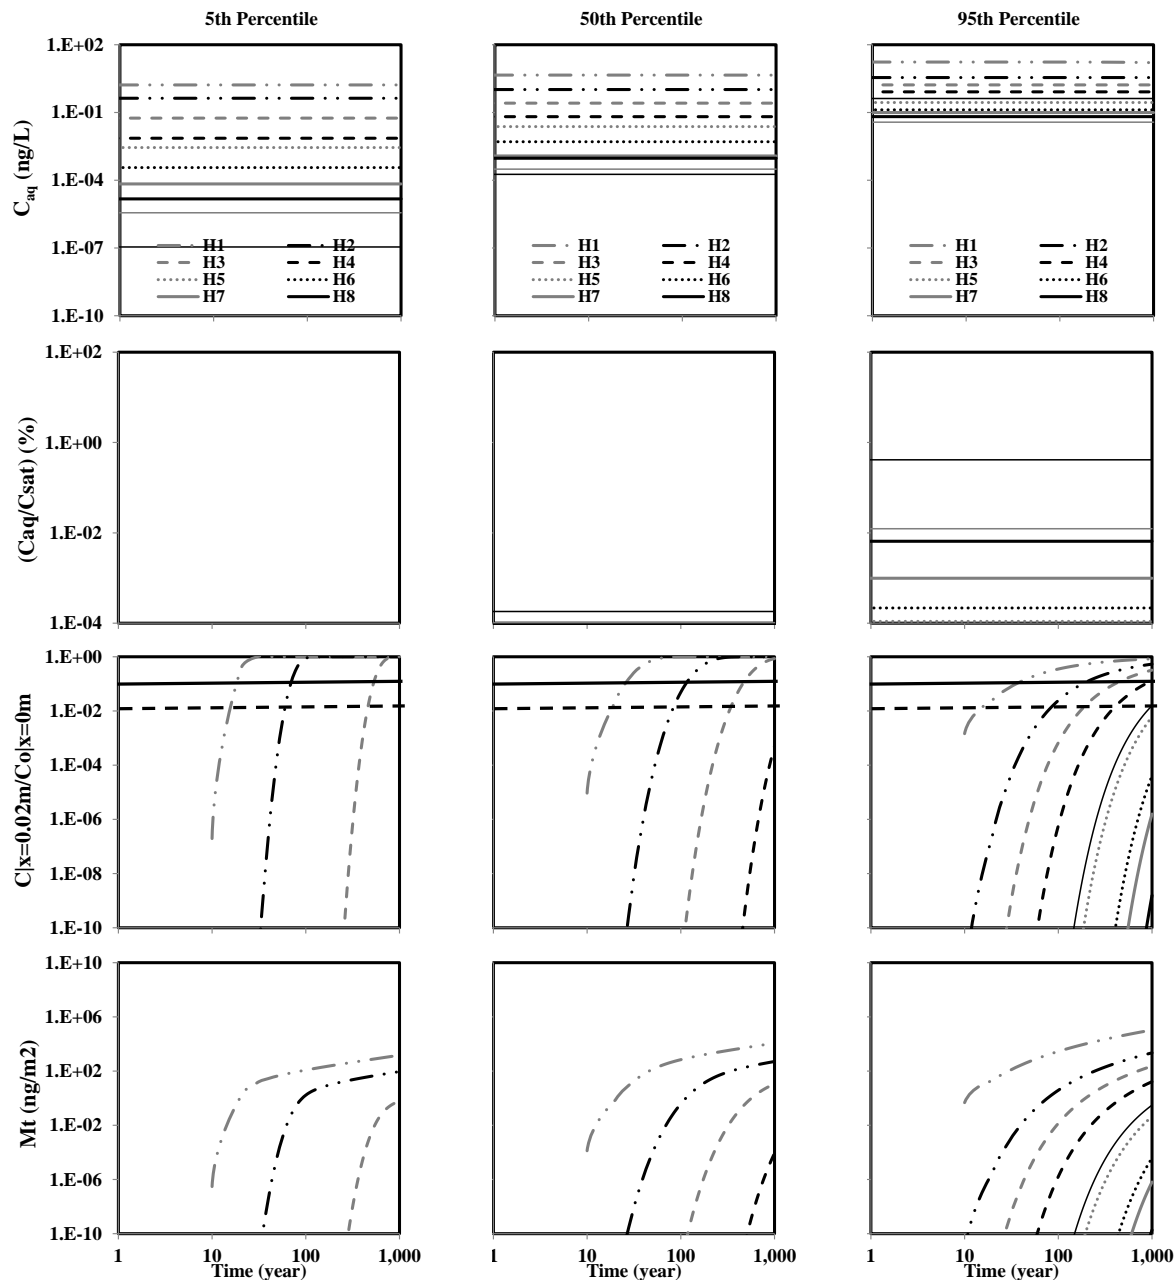 5th Percentile 50th Percentile 95th Percentile
C_aq (ng/L)
1.E+02
1.E-01
1.E-04
1.E-07
1.E-10
H1 H2
H3 H4
H5 H6
H7 H8
H1 H2
H3 H4
H5 H6
H7 H8
H1 H2
H3 H4
H5 H6
H7 H8
(Caq/Csat) (%)
1.E+02
1.E+00
1.E-02
1.E-04
C|x=0.02m/Co|x=0m
1.E+00
1.E-02
1.E-04
1.E-06
1.E-08
1.E-10
Mt (ng/m2)
1.E+10
1.E+06
1.E+02
1.E-02
1.E-06
1.E-10
1 10 100 1,000 1 10 100 1,000 1 10 100 1,000
Time (year) Time (year) Time (year)